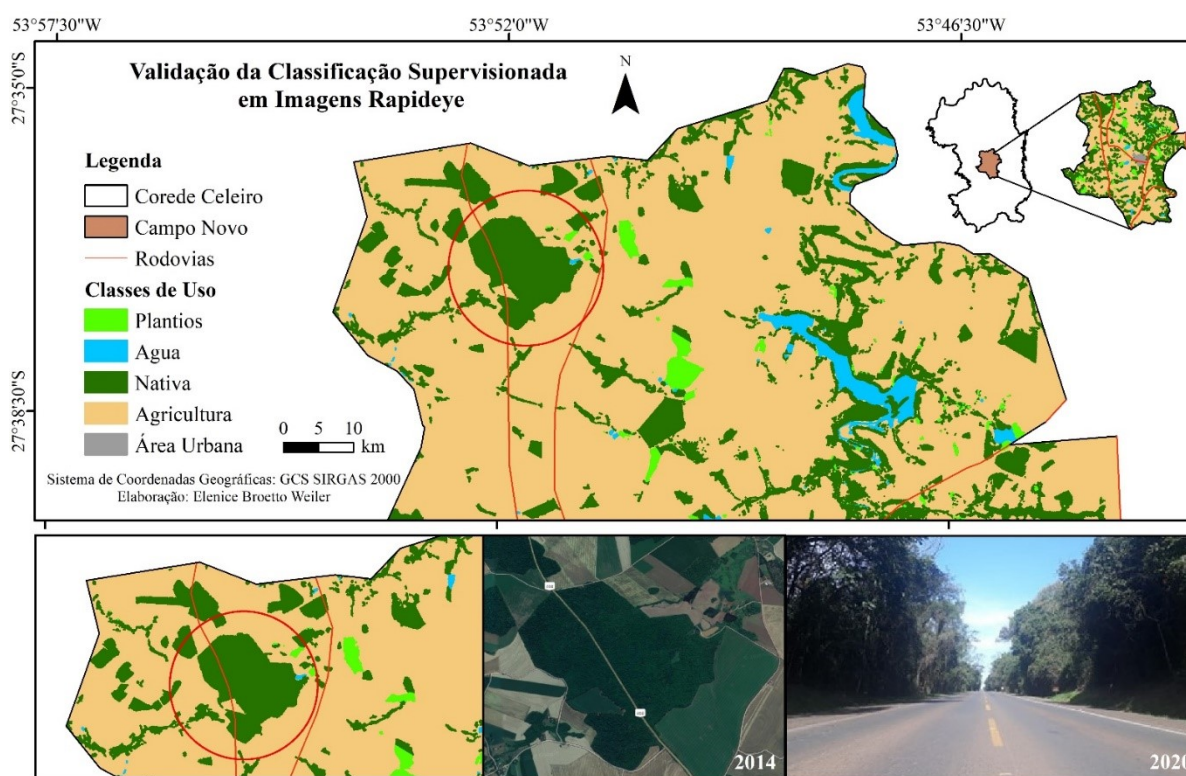 53°57'30"W
53°52'0"W
53°46'30"W
27°35'0"S
27°38'30"S
Validação da Classificação Supervisionada
em Imagens Rapideye
N
Legenda
Corede Celeiro
Campo Novo
Rodovias
Classes de Uso
Plantios
Agua
Nativa
Agricultura
Área Urbana
0 5 10
km
Sistema de Coordenadas Geográficas: GCS SIRGAS 2000
Elaboração: Elenice Broetto Weiler
2014
2020